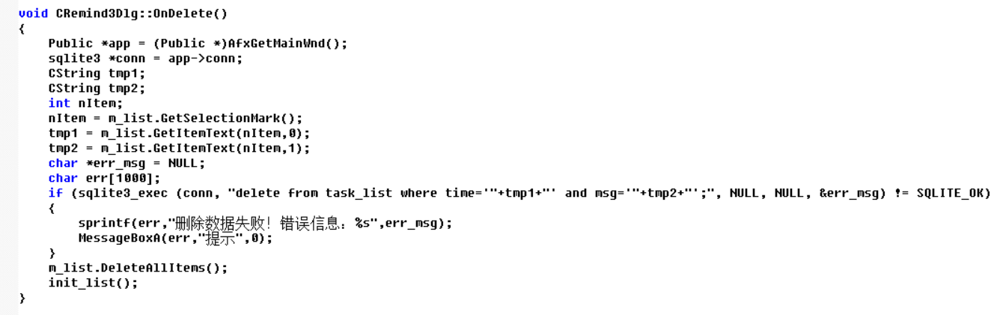 void CRemind3Dlg::OnDelete()
{
    Public *app = (Public *)AfxGetMainWnd();
    sqlite3 *conn = app->conn;
    CString tmp1;
    CString tmp2;
    int nItem;
    nItem = m_list.GetSelectionMark();
    tmp1 = m_list.GetItemText(nItem,0);
    tmp2 = m_list.GetItemText(nItem,1);
    char *err_msg = NULL;
    char err[1000];
    if (sqlite3_exec (conn, "delete from task_list where time='"+tmp1+"' and msg='"+tmp2+"';", NULL, NULL, &err_msg) != SQLITE_OK)
    {
        sprintf(err,"删除数据失败! 错误信息: %s",err_msg);
        MessageBoxA(err,"提示",0);
    }
    m_list.DeleteAllItems();
    init_list();
}